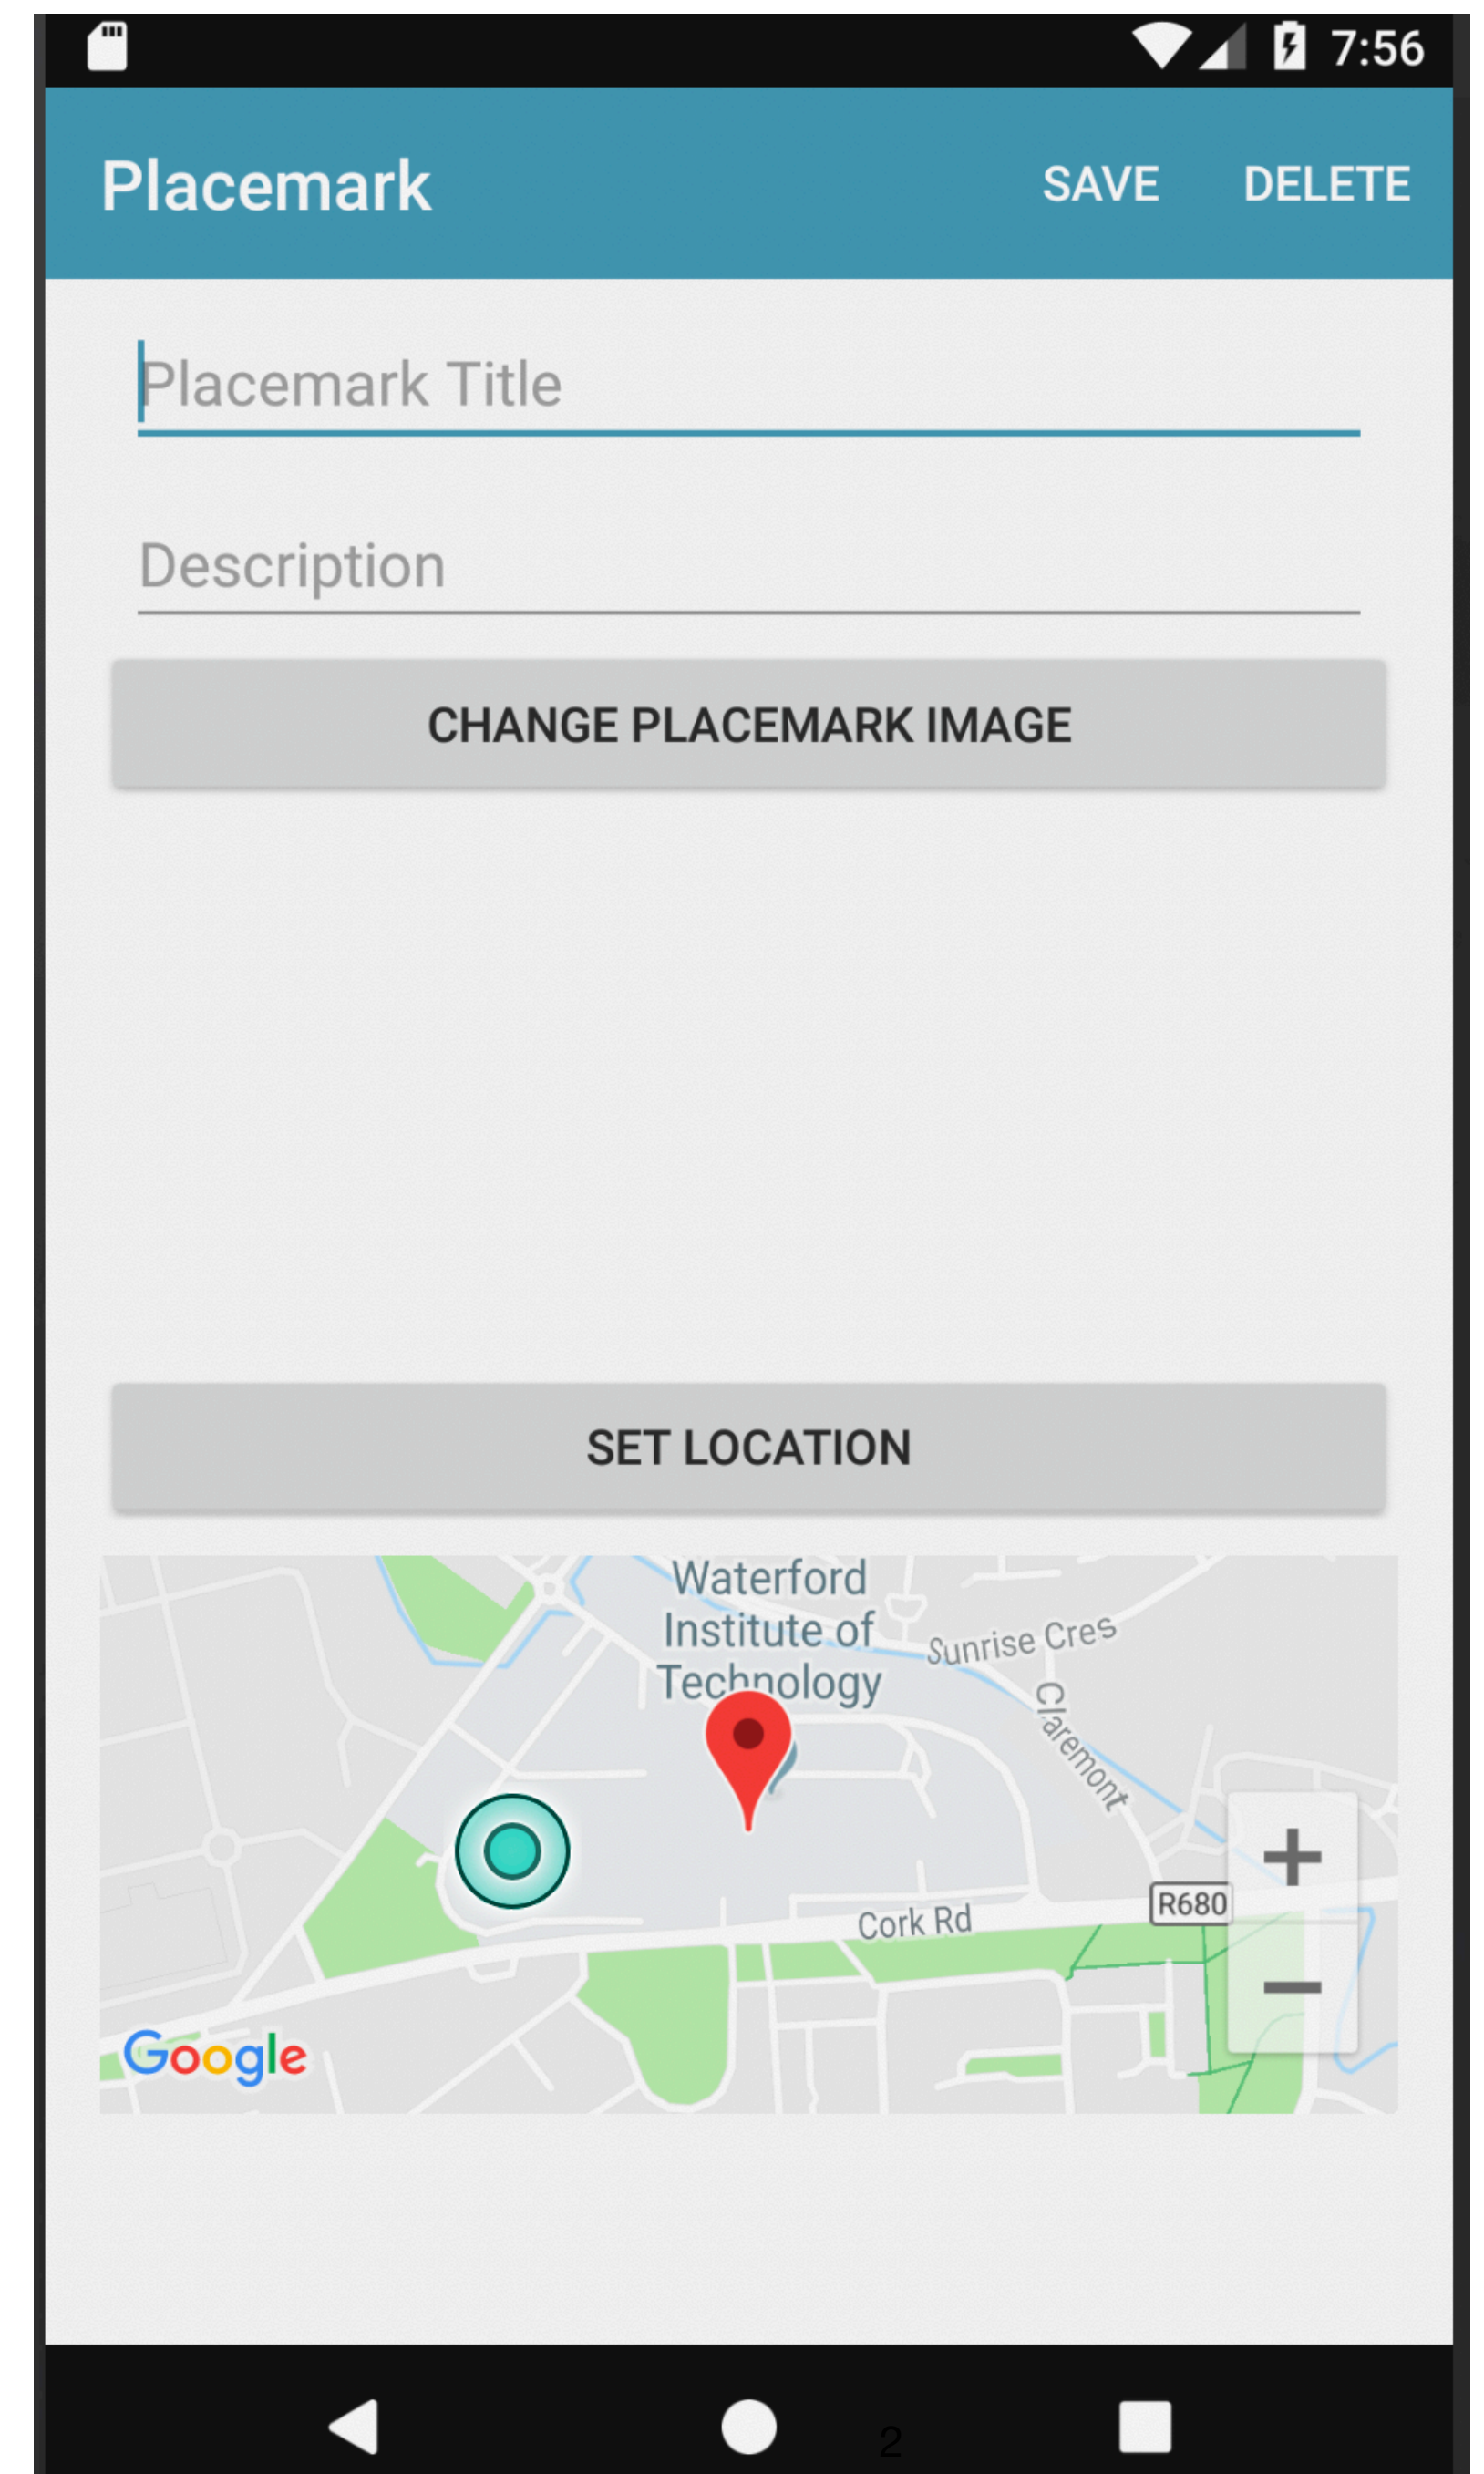 7:56
Placemark
SAVE
DELETE
Placemark Title
Description
CHANGE PLACEMARK IMAGE
SET LOCATION
Waterford
Institute of
Technology
Sunrise Cres
Claremont
Cork Rd
R680
Google
2